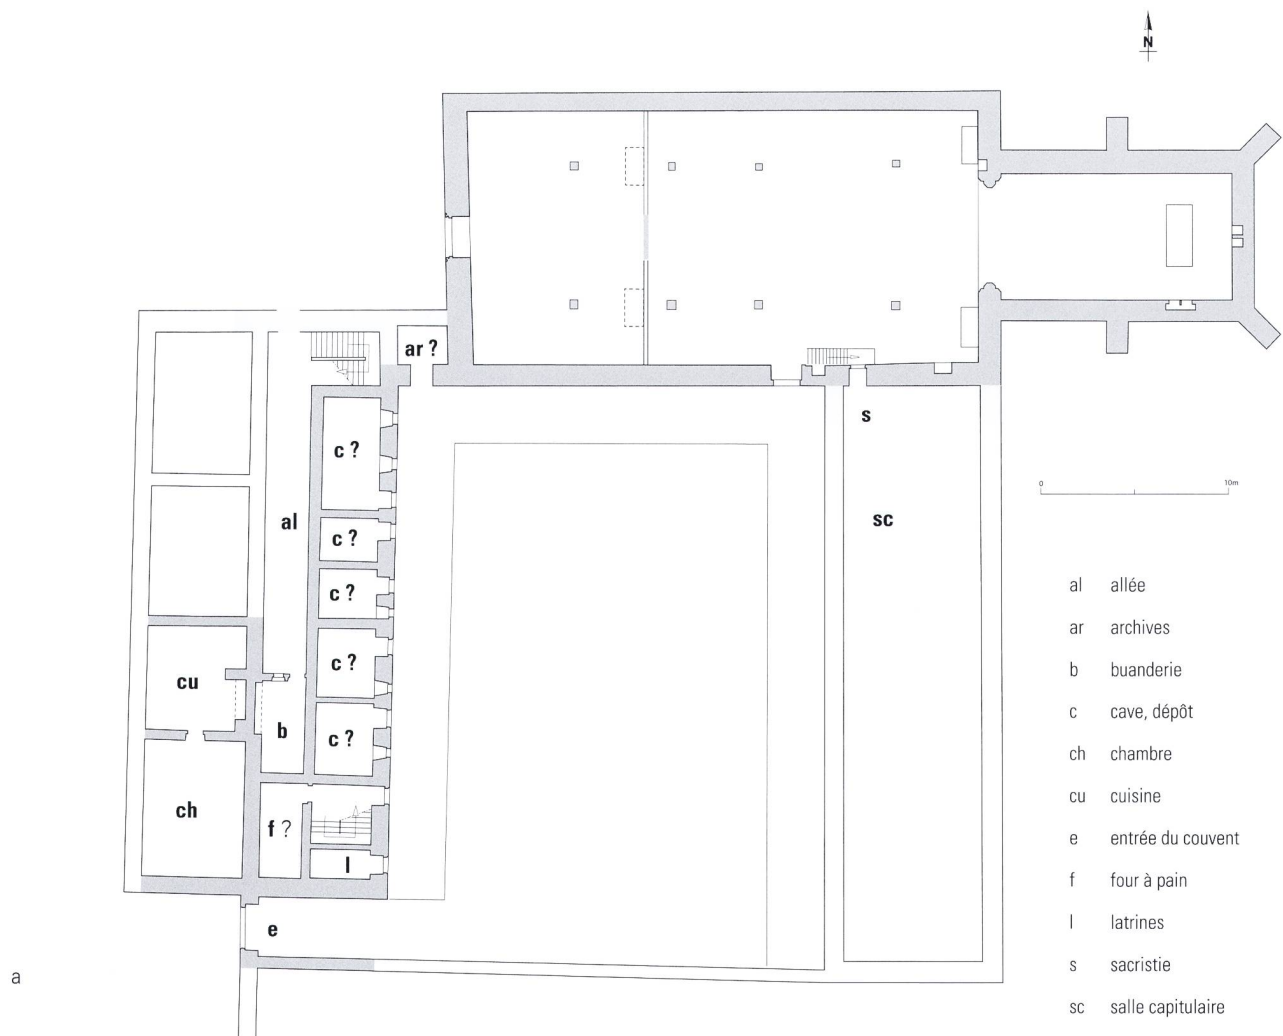 N
ar ?
s
c ?
0 10m
al
sc
c ?
c ?
c ?
cu
b
c ?
ch
f ?
l
e
a
al allée
ar archives
b buanderie
c cave, dépôt
ch chambre
cu cuisine
e entrée du couvent
f four à pain
l latrines
s sacristie
sc salle capitulaire